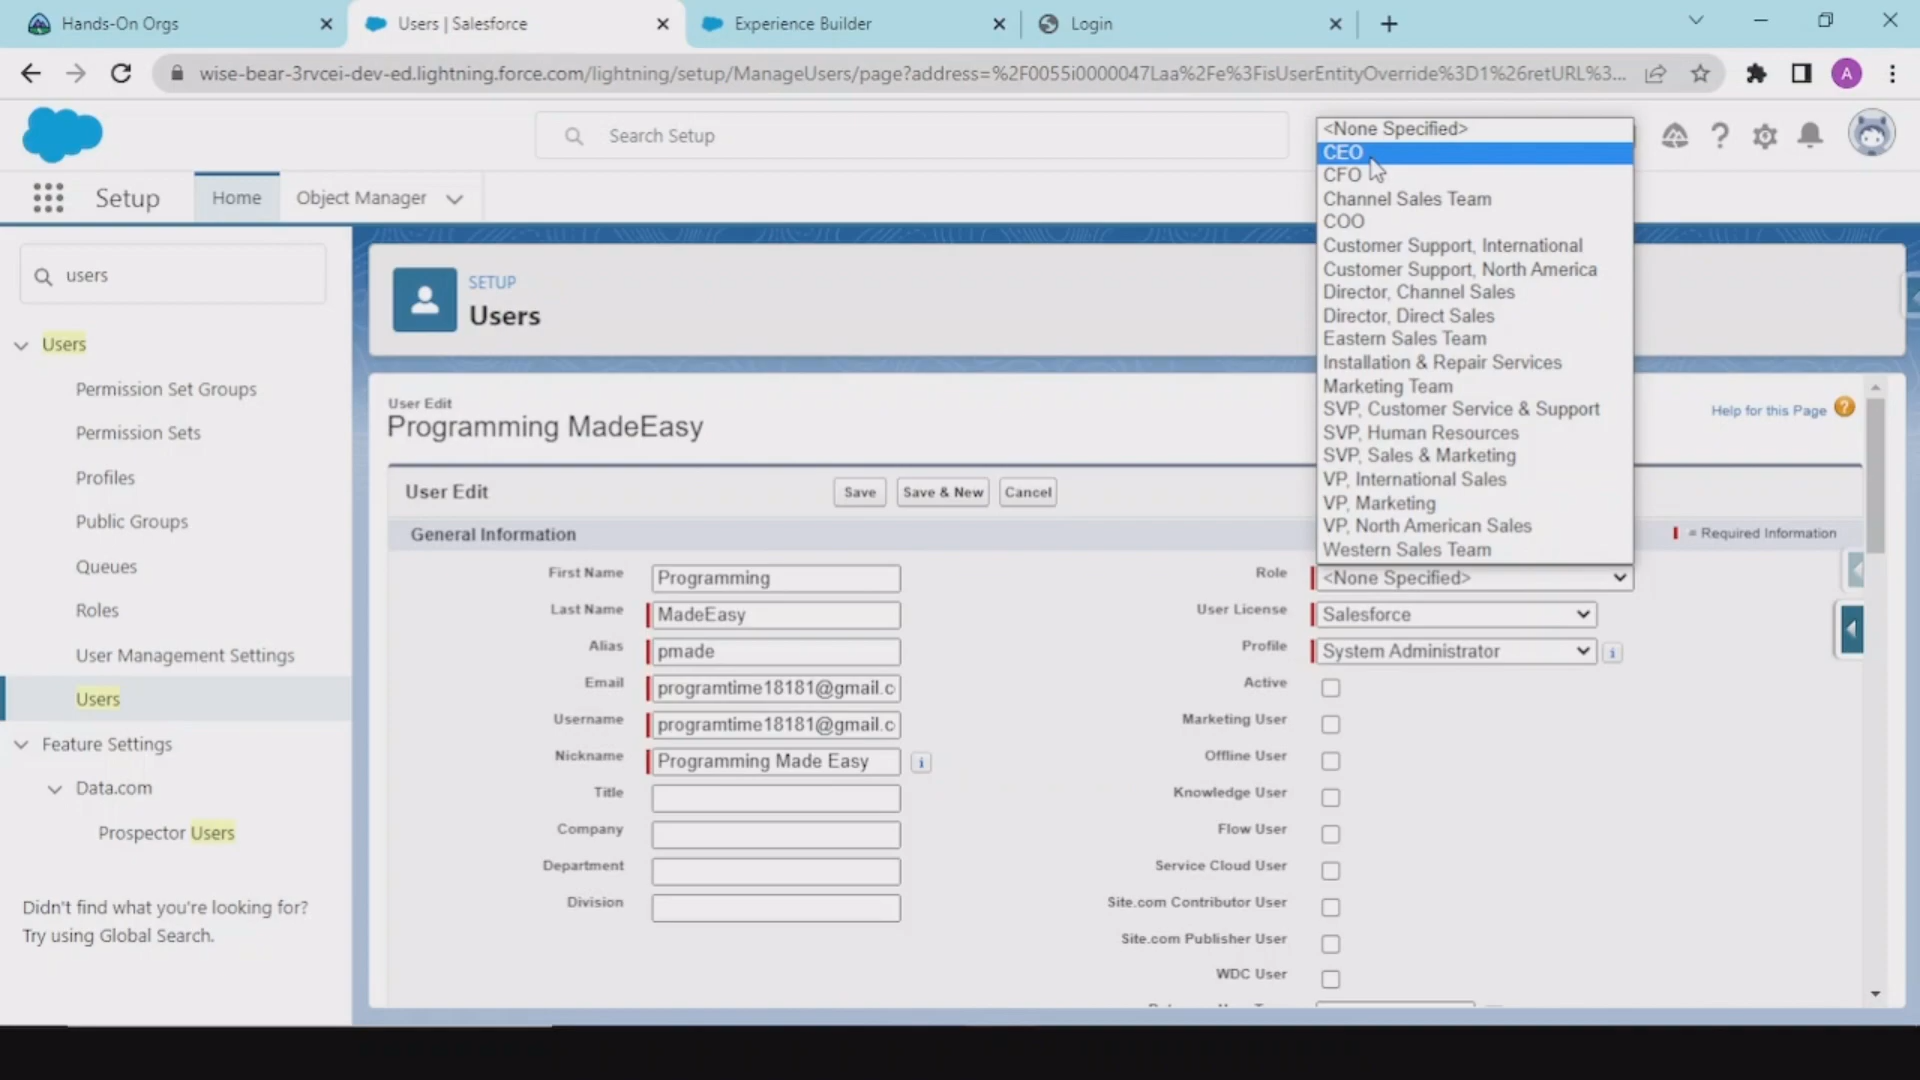 Hands-On Orgs
Users | Salesforce
Experience Builder
Login
wise-bear-3rvcei-dev-ed.lightning.force.com/lightning/setup/ManageUsers/page?address=%2F0055i0000047Laa%2Fe%3FisUserEntityOverride%3D1%26retURL%3...
A
Search Setup
Setup
Home
Object Manager
users
Users
Permission Set Groups
Permission Sets
Profiles
Public Groups
Queues
Roles
User Management Settings
Users
Feature Settings
Data.com
Prospector Users
Didn't find what you're looking for?
Try using Global Search.
SETUP
Users
User Edit
Programming MadeEasy
Help for this Page
User Edit
Save
Save & New
Cancel
General Information
= Required Information
First Name
Programming
Last Name
MadeEasy
Alias
pmade
Email
programtime18181@gmail.c
Username
programtime18181@gmail.c
Nickname
Programming Made Easy
Title
Company
Department
Division
<None Specified>
CEO
CFO
Channel Sales Team
COO
Customer Support, International
Customer Support, North America
Director, Channel Sales
Director, Direct Sales
Eastern Sales Team
Installation & Repair Services
Marketing Team
SVP, Customer Service & Support
SVP, Human Resources
SVP, Sales & Marketing
VP, International Sales
VP, Marketing
VP, North American Sales
Western Sales Team
Role
<None Specified>
User License
Salesforce
Profile
System Administrator
Active
Marketing User
Offline User
Knowledge User
Flow User
Service Cloud User
Site.com Contributor User
Site.com Publisher User
WDC User